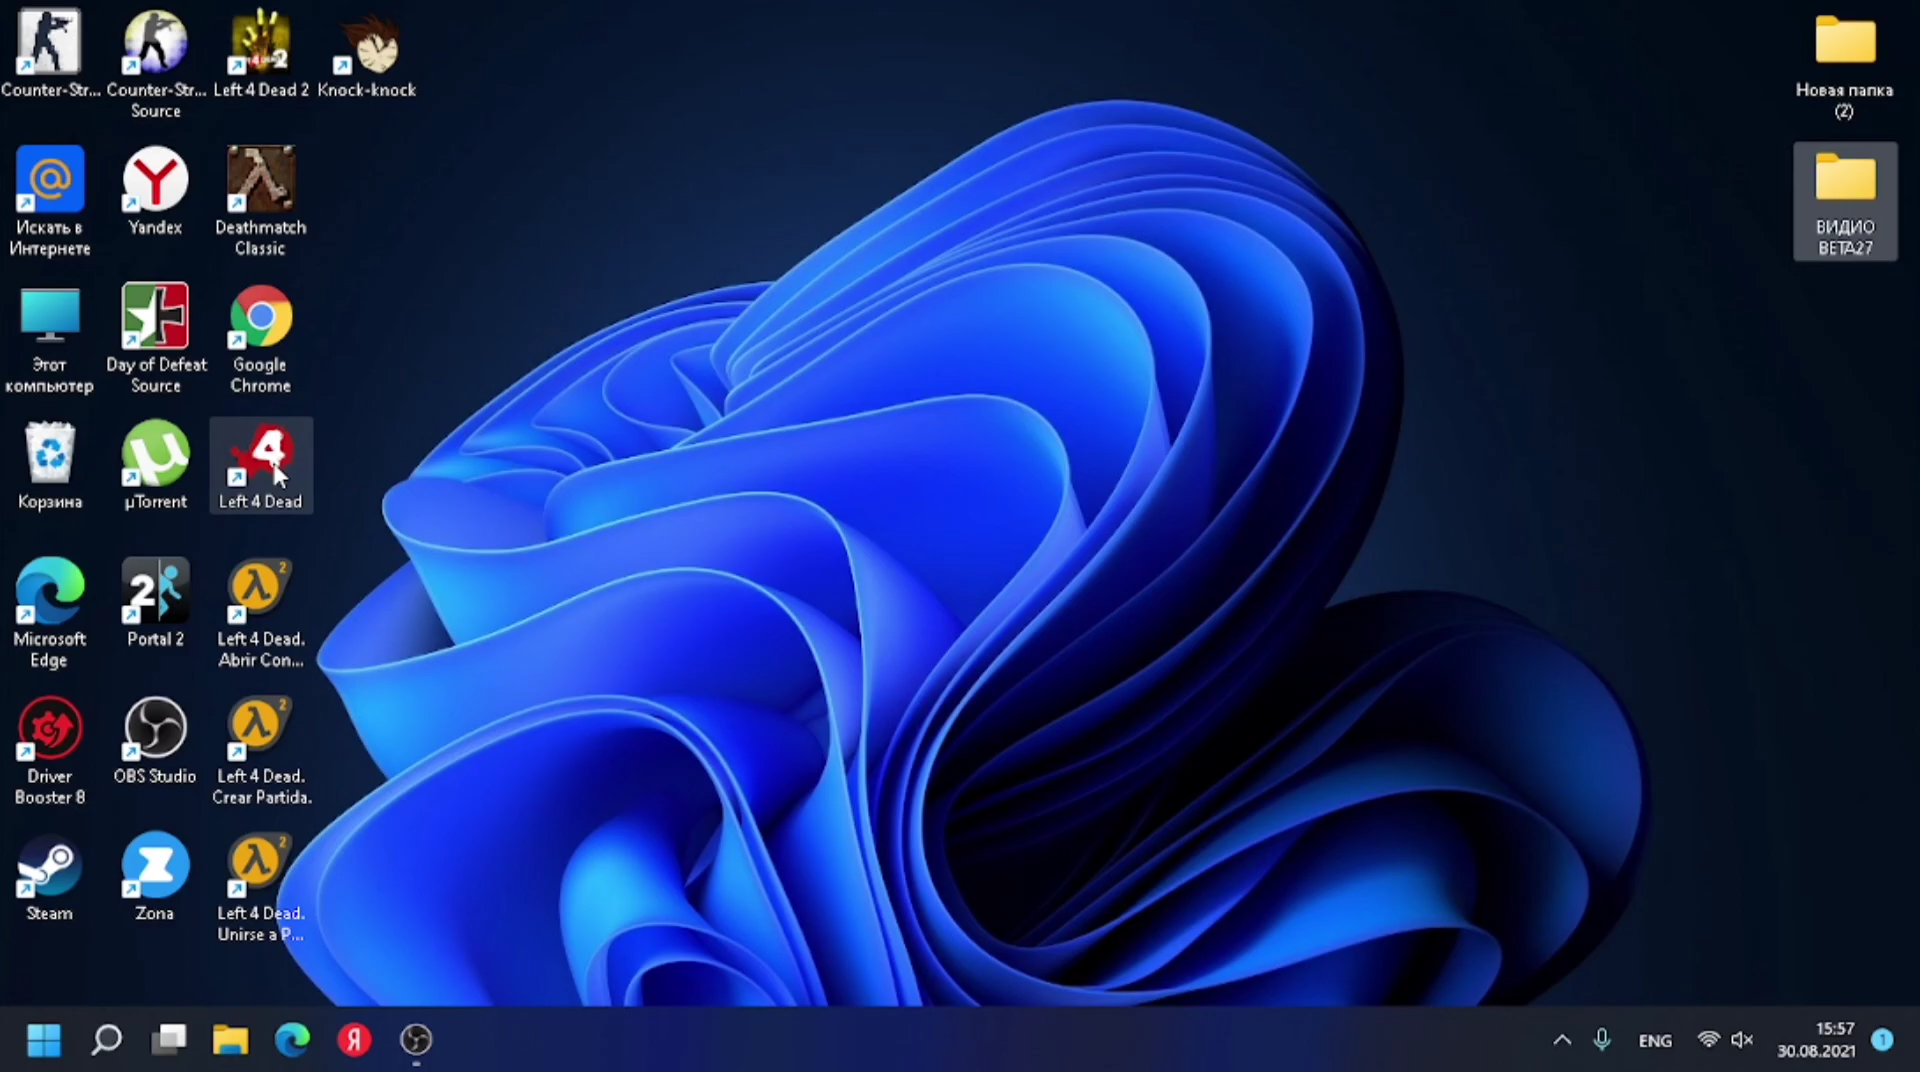 Counter-Str...
Counter-Str...
Source
Left 4 Dead 2
Knock-knock
Новая папка
(2)
Искать в
Интернете
Yandex
Deathmatch
Classic
ВИДИО
ВЕТА27
Этот
компьютер
Day of Defeat
Source
Google
Chrome
Корзина
µTorrent
Left 4 Dead
Microsoft
Edge
Portal 2
Left 4 Dead.
Abrir Con...
Driver
Booster 8
OBS Studio
Left 4 Dead.
Crear Partida.
Steam
Zona
Left 4 Dead.
Unirse a P...
ENG
15:57
30.08.2021
1